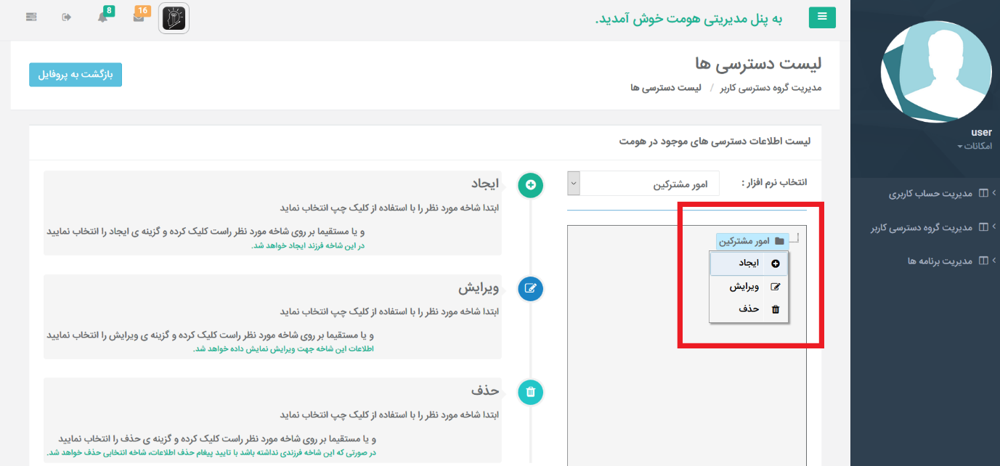 به پنل مدیریتی هومت خوش آمدید.
16
8
user
امکانات
مدیریت حساب کاربری
مدیریت گروه دسترسی کاربر
مدیریت برنامه ها
لیست دسترسی ها
مدیریت گروه دسترسی کاربر / لیست دسترسی ها
بازگشت به پروفایل
لیست اطلاعات دسترسی های موجود در هومت
انتخاب نرم افزار :
امور مشترکین
امور مشترکین
ایجاد
ویرایش
حذف
ایجاد
ابتدا شاخه مورد نظر را با استفاده از کلیک چپ انتخاب نماید
و یا مستقیما بر روی شاخه مورد نظر راست کلیک کرده و گزینه ی ایجاد را انتخاب نمایید
در این شاخه فرزند ایجاد خواهد شد.
ویرایش
ابتدا شاخه مورد نظر را با استفاده از کلیک چپ انتخاب نماید
و یا مستقیما بر روی شاخه مورد نظر راست کلیک کرده و گزینه ی ویرایش را انتخاب نمایید
اطلاعات این شاخه جهت ویرایش نمایش داده خواهد شد.
حذف
ابتدا شاخه مورد نظر را با استفاده از کلیک چپ انتخاب نماید
و یا مستقیما بر روی شاخه مورد نظر راست کلیک کرده و گزینه ی حذف را انتخاب نمایید
در صورتی که این شاخه فرزندی نداشته باشد با تایید پیغام حذف اطلاعات، شاخه انتخابی حذف خواهد شد.